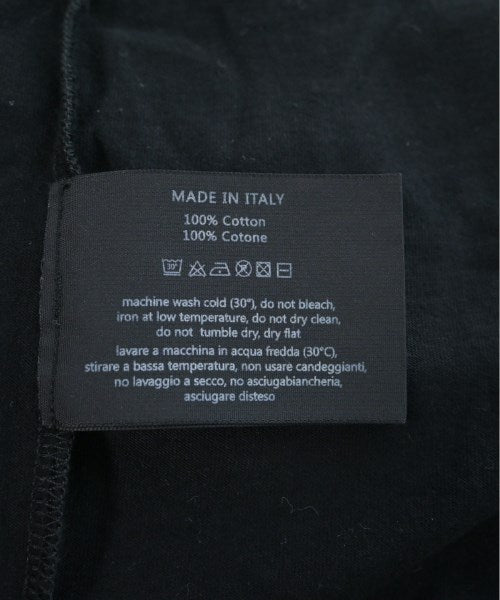 MADE IN ITALY
100% Cotton
100% Cotone
30°
machine wash cold (30°), do not bleach,
iron at low temperature, do not dry clean,
do not tumble dry, dry flat
lavare a macchina in acqua fredda (30°C),
stirare a bassa temperatura, non usare candeggianti,
no lavaggio a secco, no asciugabiancheria,
asciugare disteso